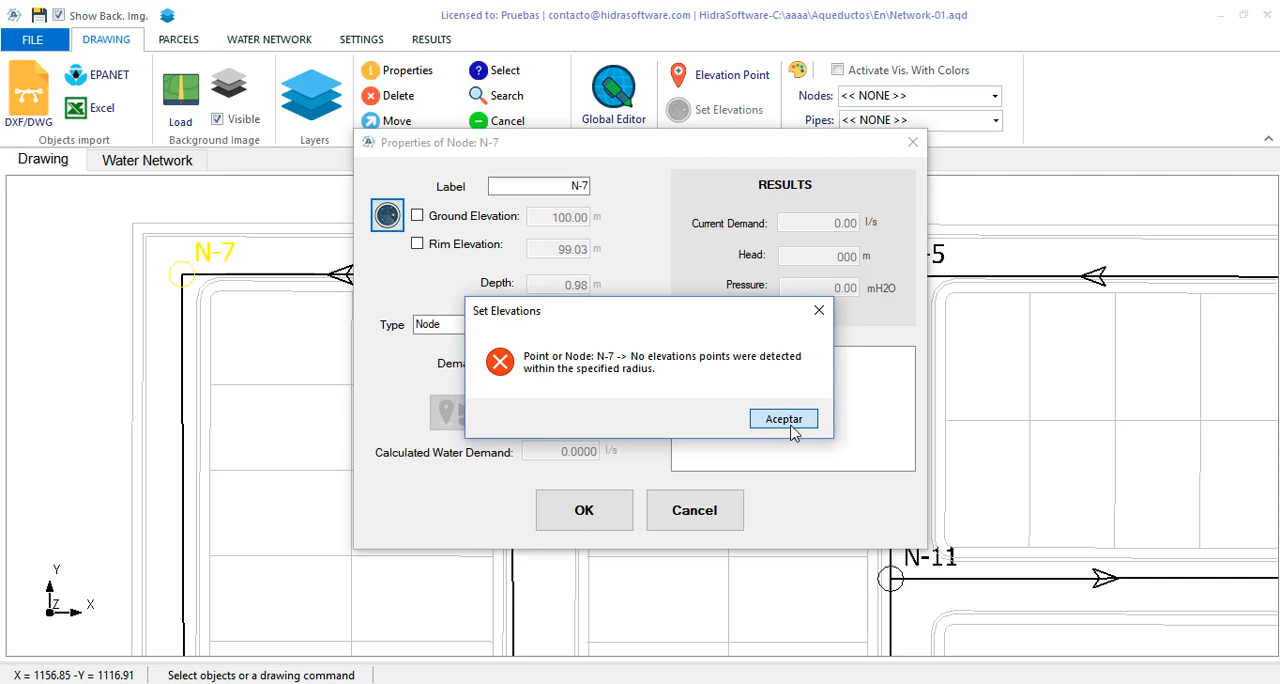 Show Back. Img.
Licensed to: Pruebas | contacto@hidrasoftware.com | HidraSoftware-C:\aaaa\Aqueductos\En\Network-01.aqd
FILE
DRAWING
PARCELS
WATER NETWORK
SETTINGS
RESULTS
DXF/DWG
EPANET
Excel
Objects import
Load
Visible
Background Image
Layers
Layers
Properties
Delete
Move
Select
Search
Cancel
Global Editor
Elevation Point
Set Elevations
Activate Vis. With Colors
Nodes: << NONE >>
Pipes: << NONE >>
Drawing
Water Network
Properties of Node: N-7
Label N-7
Ground Elevation: 100.00 m
Rim Elevation: 99.03 m
Depth: 0.98 m
Type Node
Dema
Calculated Water Demand: 0.0000 l/s
RESULTS
Current Demand: 0.00 l/s
Head: 000 m
Pressure: 0.00 mH2O
OK
Cancel
Set Elevations
Point or Node: N-7 -> No elevations points were detected
within the specified radius.
Aceptar
N-7
-5
N-11
Y
Z
X
X = 1156.85 -Y = 1116.91
Select objects or a drawing command